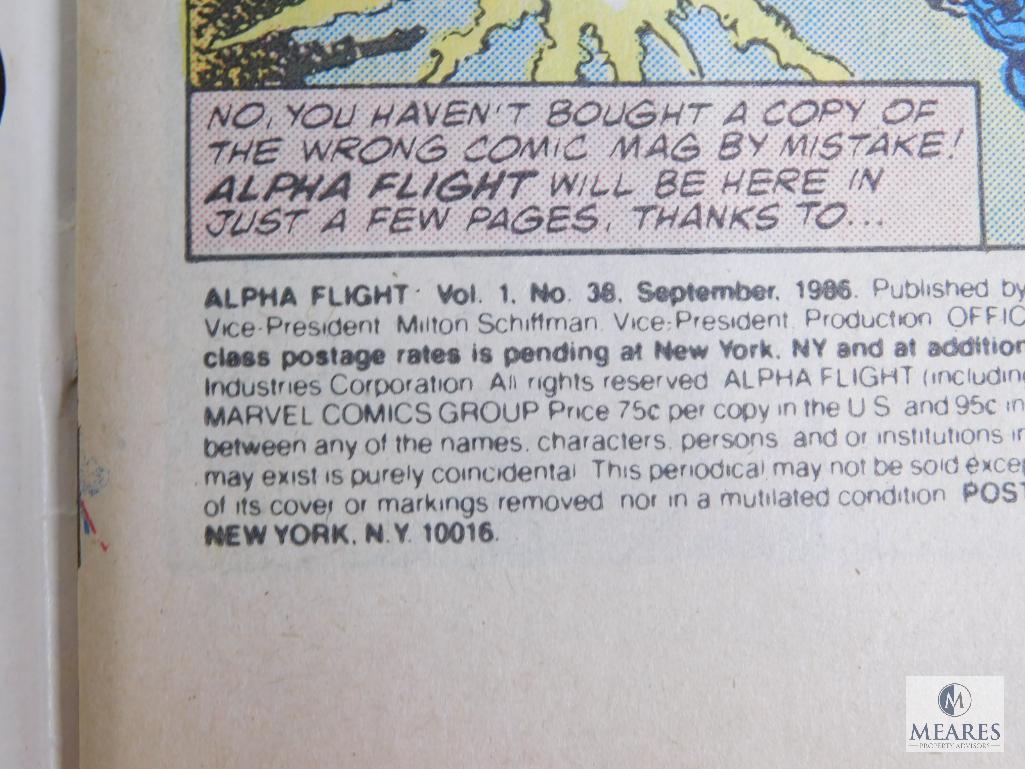 NO, YOU HAVEN'T BOUGHT A COPY OF
THE WRONG COMIC MAG BY MISTAKE!
ALPHA FLIGHT WILL BE HERE IN
JUST A FEW PAGES, THANKS TO...
ALPHA FLIGHT Vol. 1, No. 38, September, 1986. Published by
Vice-President Milton Schiffman, Vice-President, Production OFFIC
class postage rates is pending at New York, NY and at addition
Industries Corporation. All rights reserved ALPHA FLIGHT (includin
MARVEL COMICS GROUP Price 75c per copy in the U S and 95c in
between any of the names, characters, persons and or institutions in
may exist is purely coincidental This periodical may not be sold excep
of its cover or markings removed nor in a mutilated condition POST
NEW YORK, N.Y. 10016.
M
MEARES
PROPERTY ADVISORS